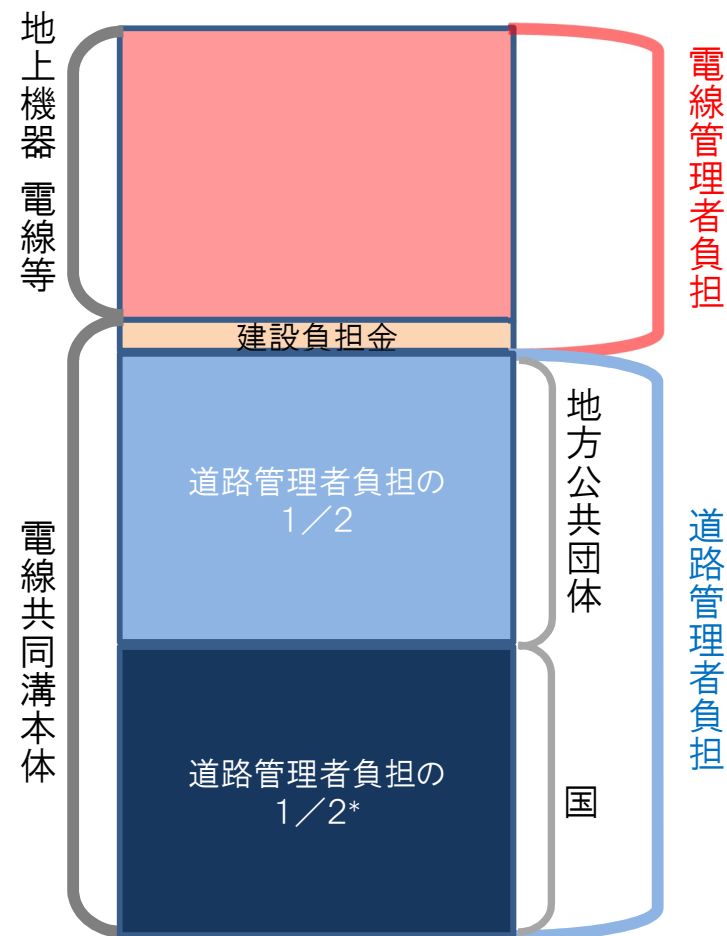 地上機器 電線等
電線管理者負担
建設負担金
電線共同溝本体
道路管理者負担の
1／2
地方公共団体
道路管理者負担
道路管理者負担の
1／2*
国